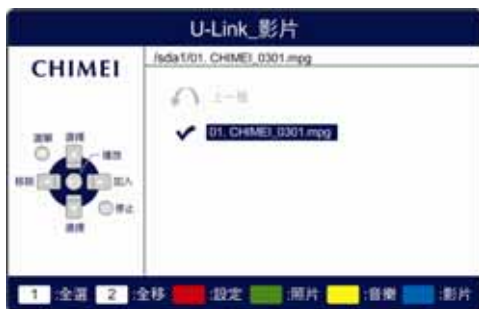 U-Link_影片
CHIMEI
/sda1/01. CHIMEI_0301.mpg
上一層
01. CHIMEI_0301.mpg
選單 選擇
播放
移除 加入
停止
選擇
1 :全選 2 :全移 :設定 :照片 :音樂 :影片